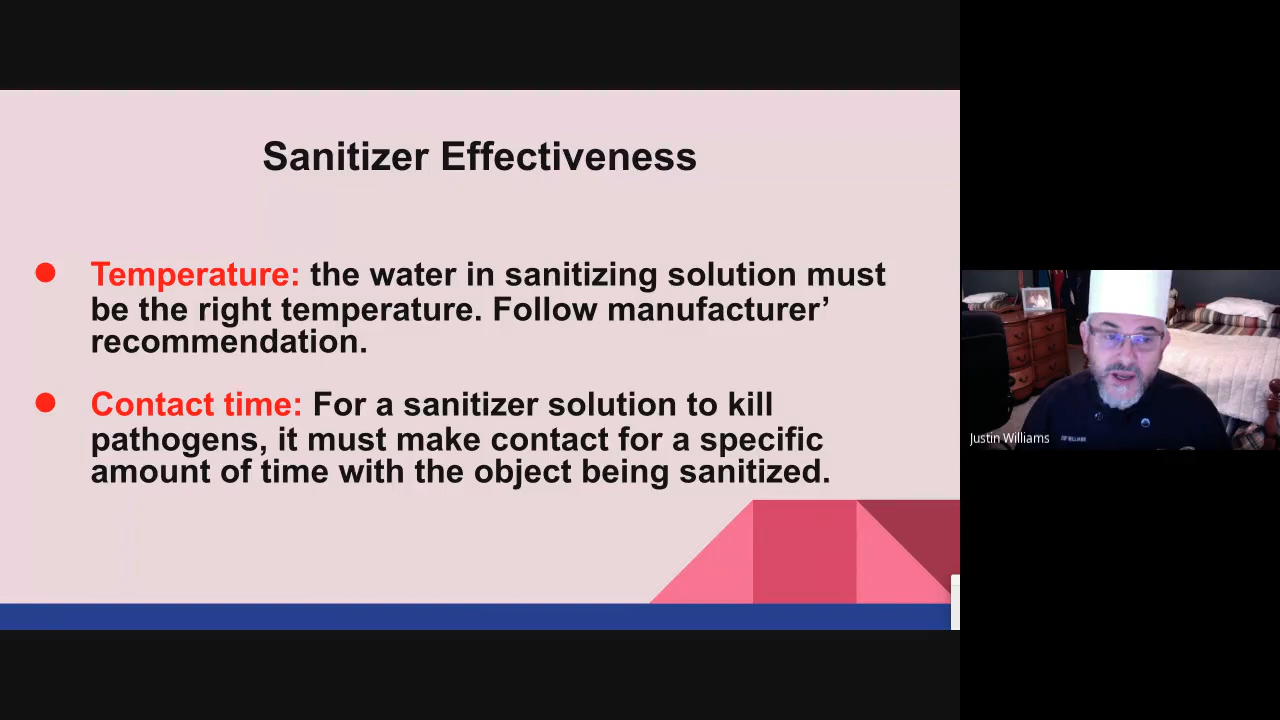 Sanitizer Effectiveness
Temperature: the water in sanitizing solution must
be the right temperature. Follow manufacturer’
recommendation.
Contact time: For a sanitizer solution to kill
pathogens, it must make contact for a specific
amount of time with the object being sanitized.
Justin Williams